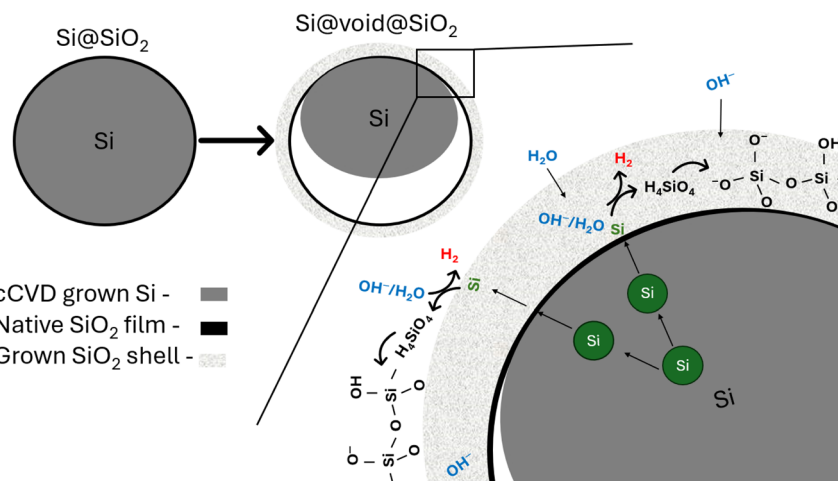 Si@SiO₂
Si@void@SiO₂
Si
Si
cCVD grown Si -
Native SiO₂ film -
Grown SiO₂ shell -
OH⁻
H₂O
H₂
H₄SiO₄
OH⁻/H₂O
Si
O⁻
OH
⁻O
Si
O
Si
O
O
H₂
OH⁻/H₂O
Si
H₄SiO₄
Si
Si
Si
Si
OH
Si
O
O
O⁻
Si
O
OH⁻